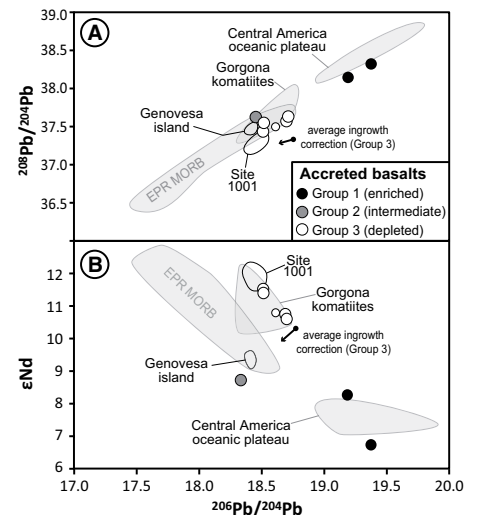 39.0
A
Central America
oceanic plateau
38.5
Gorgona
komatiites
38.0
Genovesa
island
37.5
average ingrowth
correction (Group 3)
37.0
Site
1001
EPR MORB
36.5
208Pb/204Pb
Accreted basalts
Group 1 (enriched)
Group 2 (intermediate)
Group 3 (depleted)
B
Site
1001
12
EPR MORB
Gorgona
komatiites
11
10
average ingrowth
correction (Group 3)
9
Genovesa
island
8
Central America
oceanic plateau
7
6
εNd
17.0 17.5 18.0 18.5 19.0 19.5 20.0
206Pb/204Pb